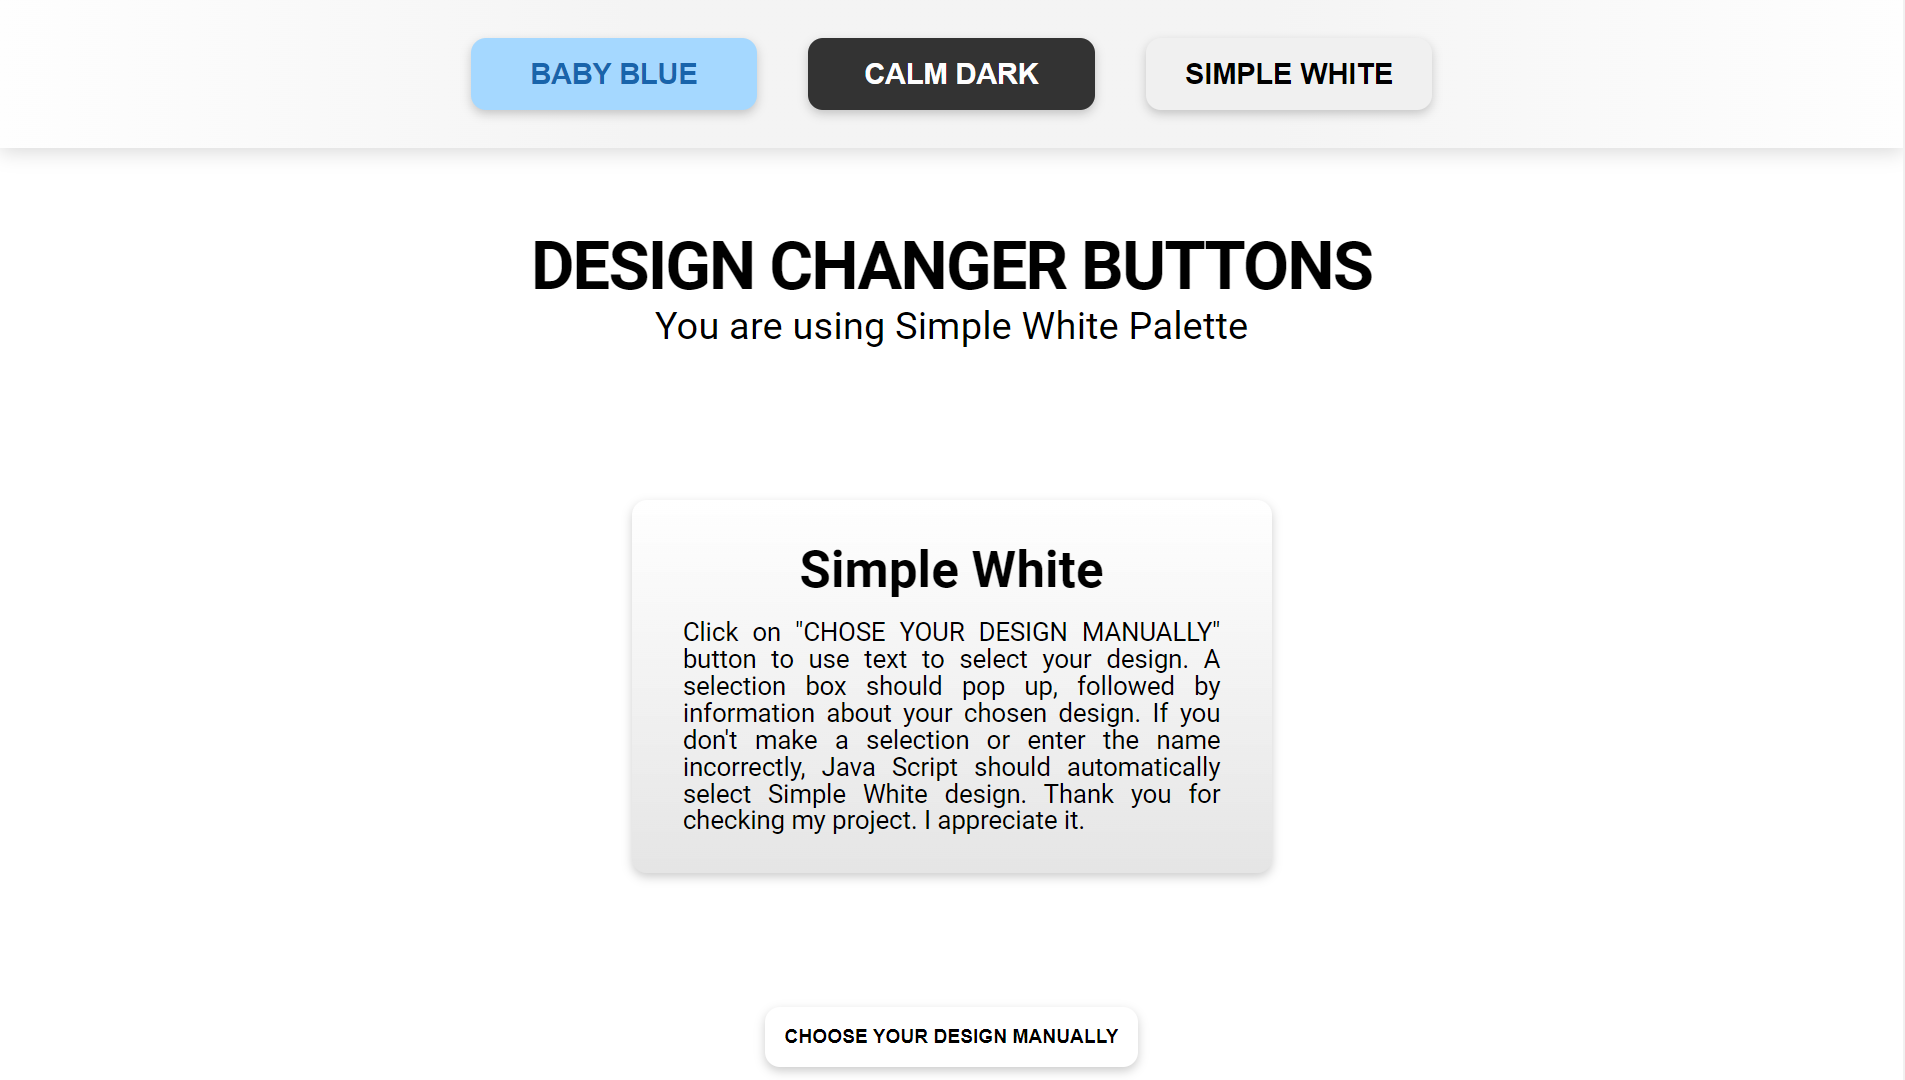 BABY BLUE
CALM DARK
SIMPLE WHITE
DESIGN CHANGER BUTTONS
You are using Simple White Palette
Simple White
Click on "CHOSE YOUR DESIGN MANUALLY"
button to use text to select your design. A
selection box should pop up, followed by
information about your chosen design. If you
don't make a selection or enter the name
incorrectly, Java Script should automatically
select Simple White design. Thank you for
checking my project. I appreciate it.
CHOOSE YOUR DESIGN MANUALLY